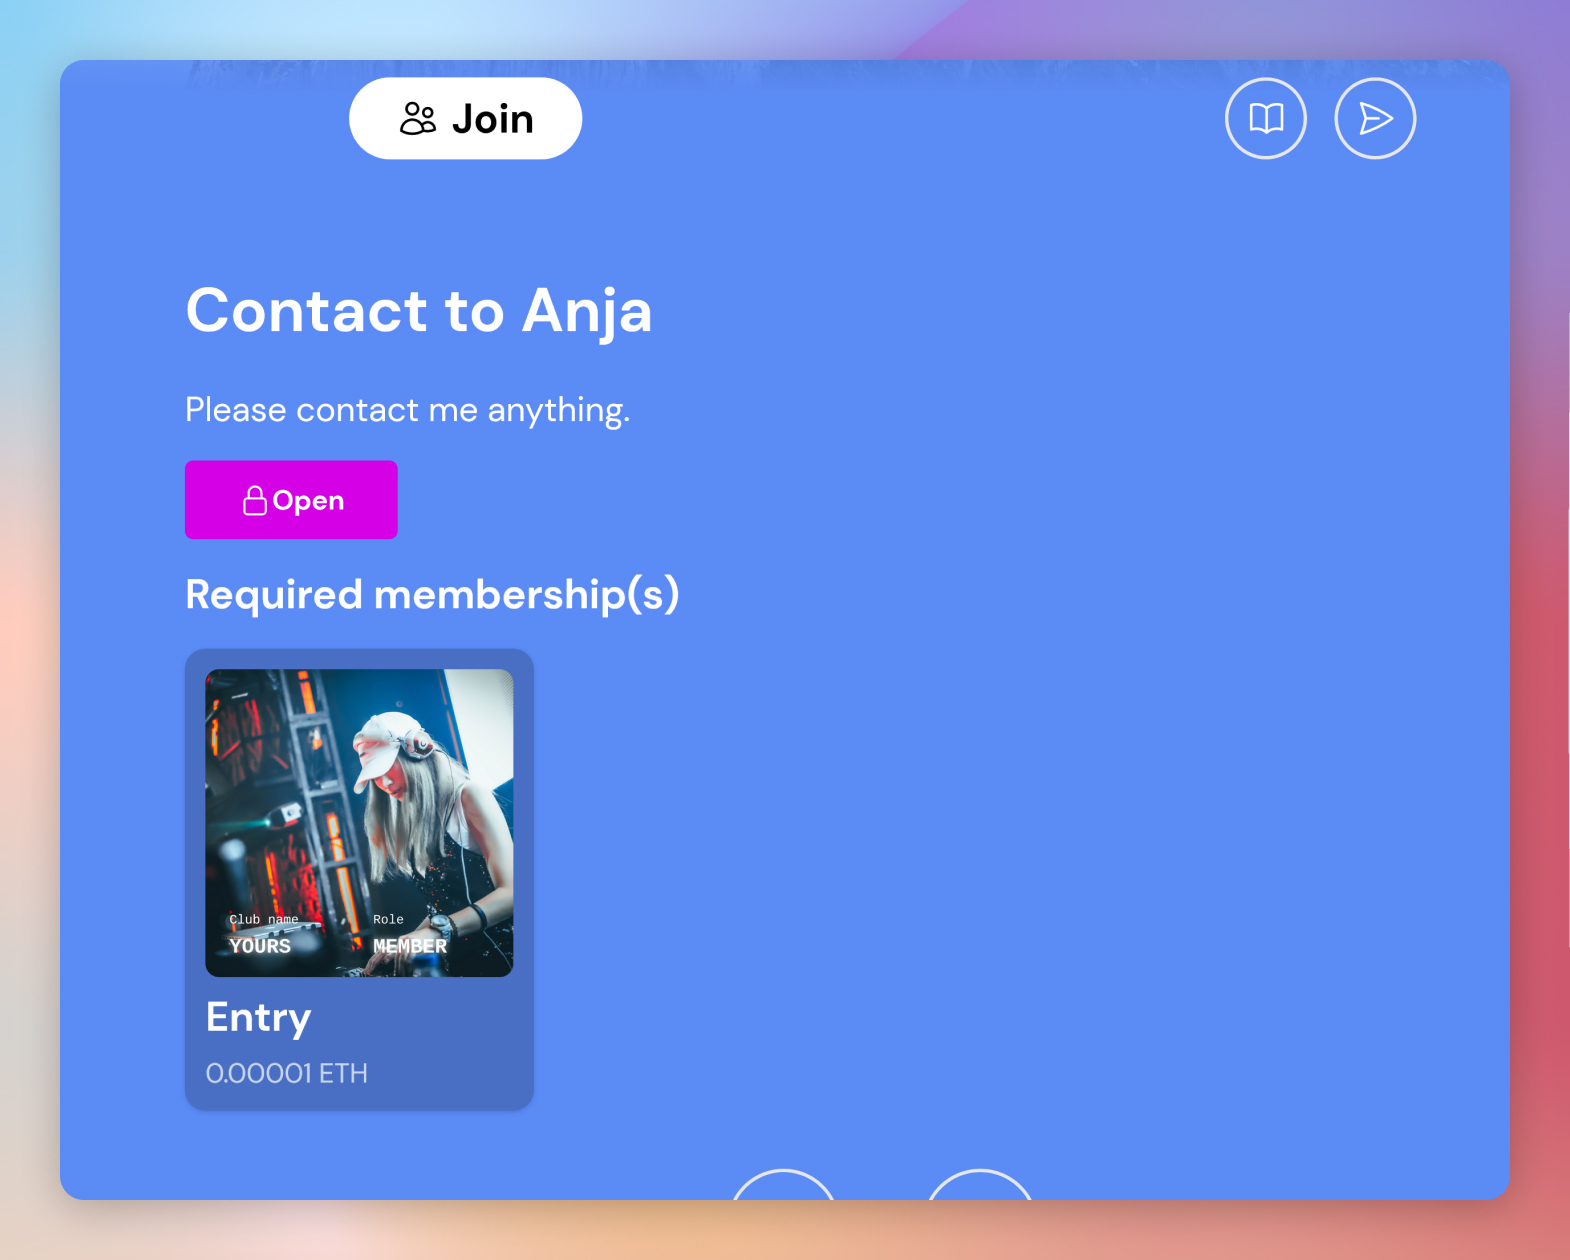 Join
Contact to Anja
Please contact me anything.
Open
Required membership(s)
Club name
Role
YOURS
MEMBER
Entry
0.00001 ETH